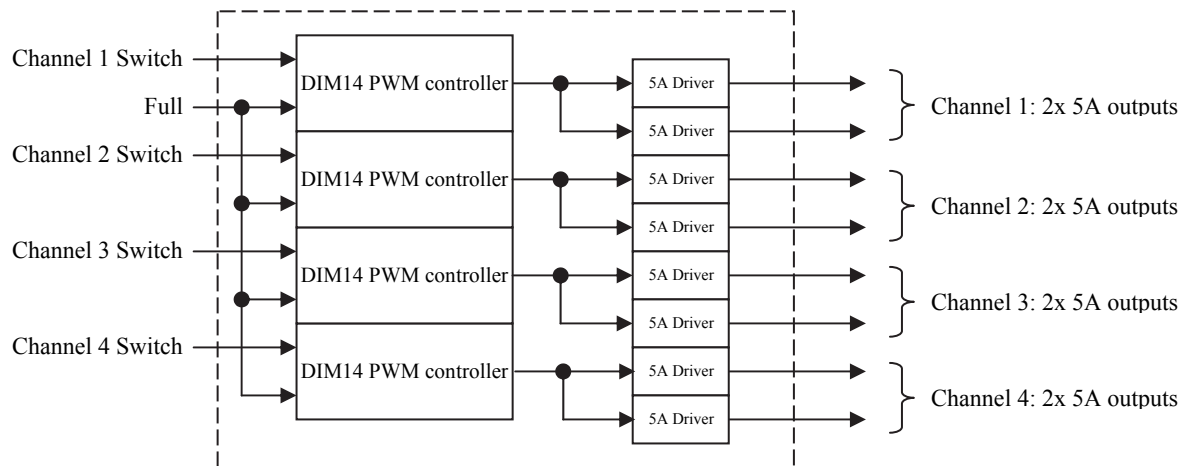 Channel 1 Switch
Full
Channel 2 Switch
Channel 3 Switch
Channel 4 Switch
DIM14 PWM controller
DIM14 PWM controller
DIM14 PWM controller
DIM14 PWM controller
5A Driver
5A Driver
5A Driver
5A Driver
5A Driver
5A Driver
5A Driver
5A Driver
Channel 1: 2x 5A outputs
Channel 2: 2x 5A outputs
Channel 3: 2x 5A outputs
Channel 4: 2x 5A outputs